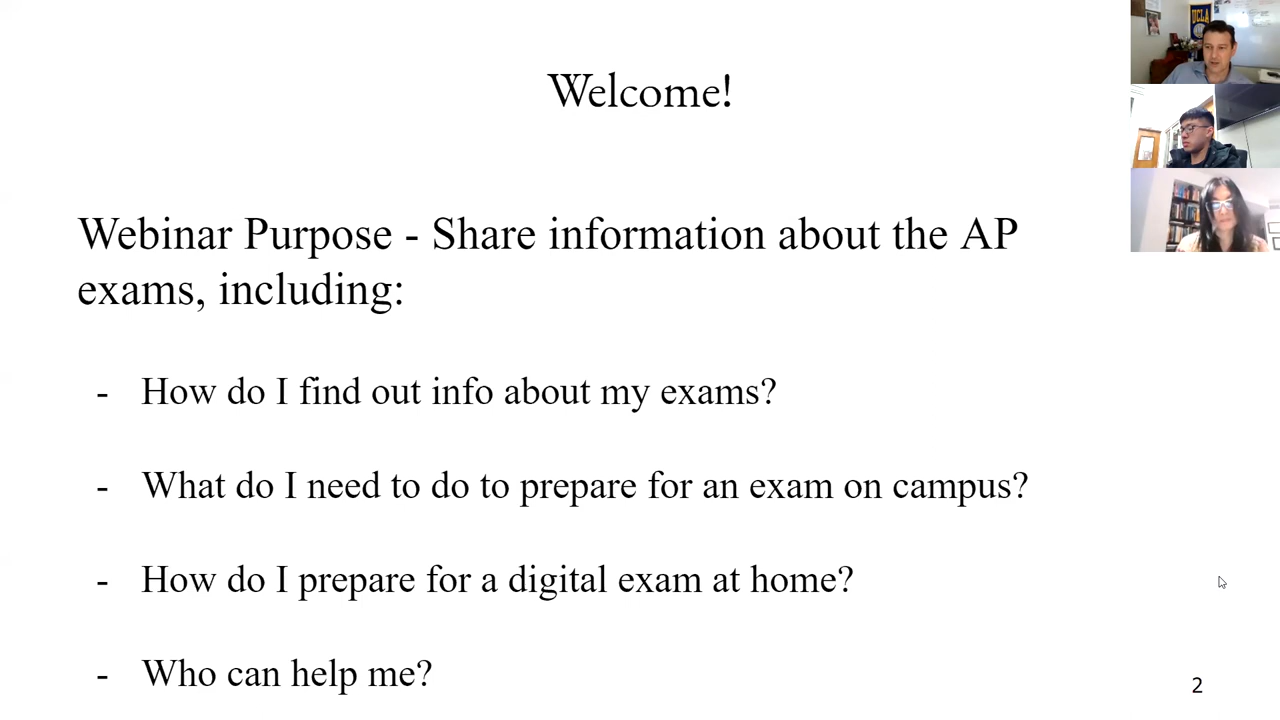 Welcome!
UCLA
Webinar Purpose - Share information about the AP
exams, including:
- How do I find out info about my exams?
- What do I need to do to prepare for an exam on campus?
- How do I prepare for a digital exam at home?
- Who can help me?
2